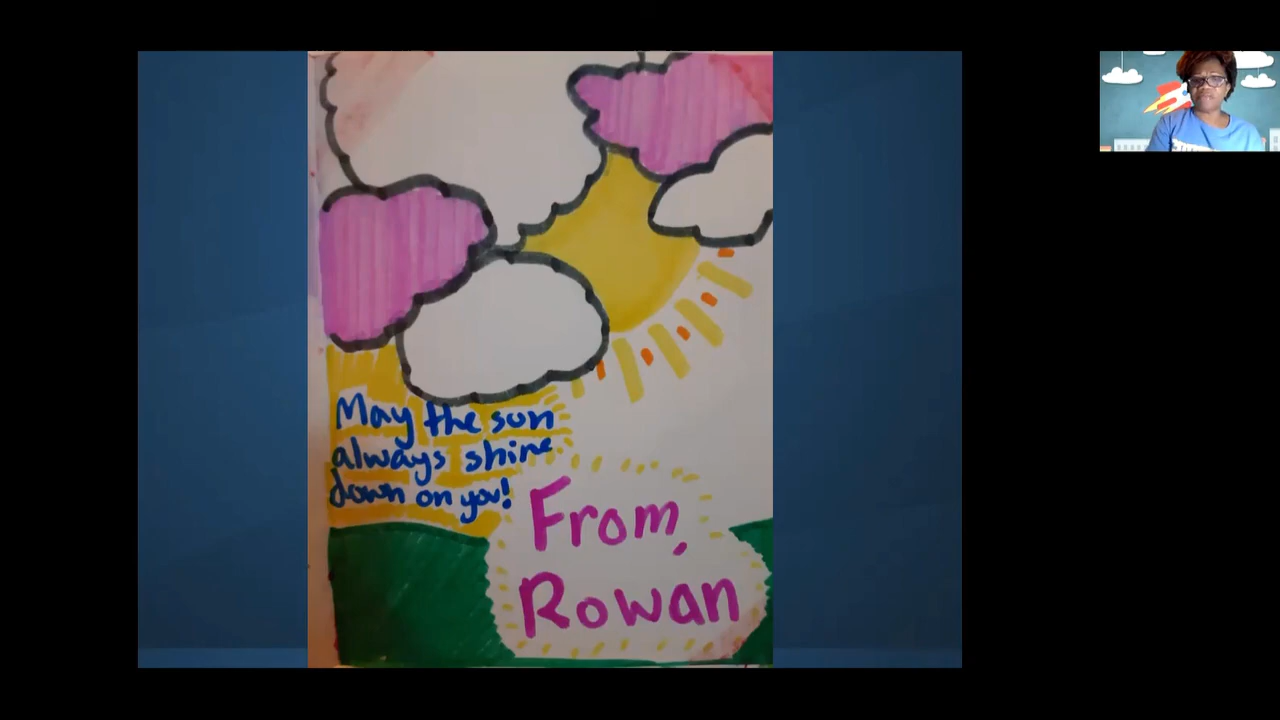 May the sun
always shine
down on you!
From,
Rowan